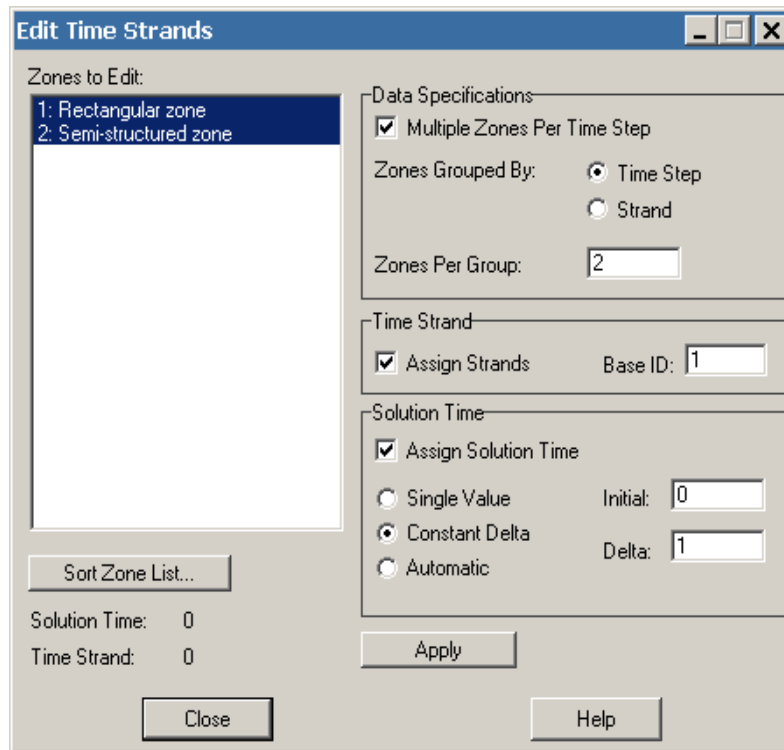 Edit Time Strands
Zones to Edit:
1: Rectangular zone
2: Semi-structured zone
Sort Zone List...
Solution Time: 0
Time Strand: 0
Data Specifications
Multiple Zones Per Time Step
Zones Grouped By: Time Step
Strand
Zones Per Group: 2
Time Strand
Assign Strands Base ID: 1
Solution Time
Assign Solution Time
Single Value Initial: 0
Constant Delta Delta: 1
Automatic
Apply
Close Help